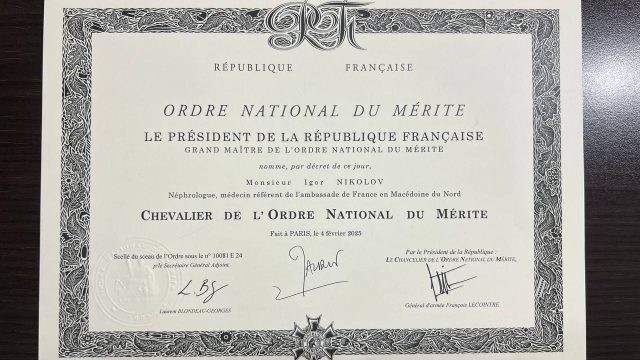 RF
RÉPUBLIQUE FRANÇAISE
ORDRE NATIONAL DU MÉRITE
LE PRÉSIDENT DE LA RÉPUBLIQUE FRANÇAISE
GRAND MAÎTRE DE L'ORDRE NATIONAL DU MÉRITE
nomme, par décret de ce jour,
Monsieur Igor NIKOLOV
Néphrologue, médecin référent de l'ambassade de France en Macédoine du Nord
CHEVALIER DE L'ORDRE NATIONAL DU MÉRITE
Fait à PARIS, le 4 février 2025
Scellé du sceau de l'Ordre sous le n° 10081 E 24
p/le Secrétaire Général Adjoint,
Laurent BLONDEAU-GEORGES
Par le Président de la République :
LE CHANCELIER DE L'ORDRE NATIONAL DU MÉRITE,
Général d'armée François LECOINTRE.